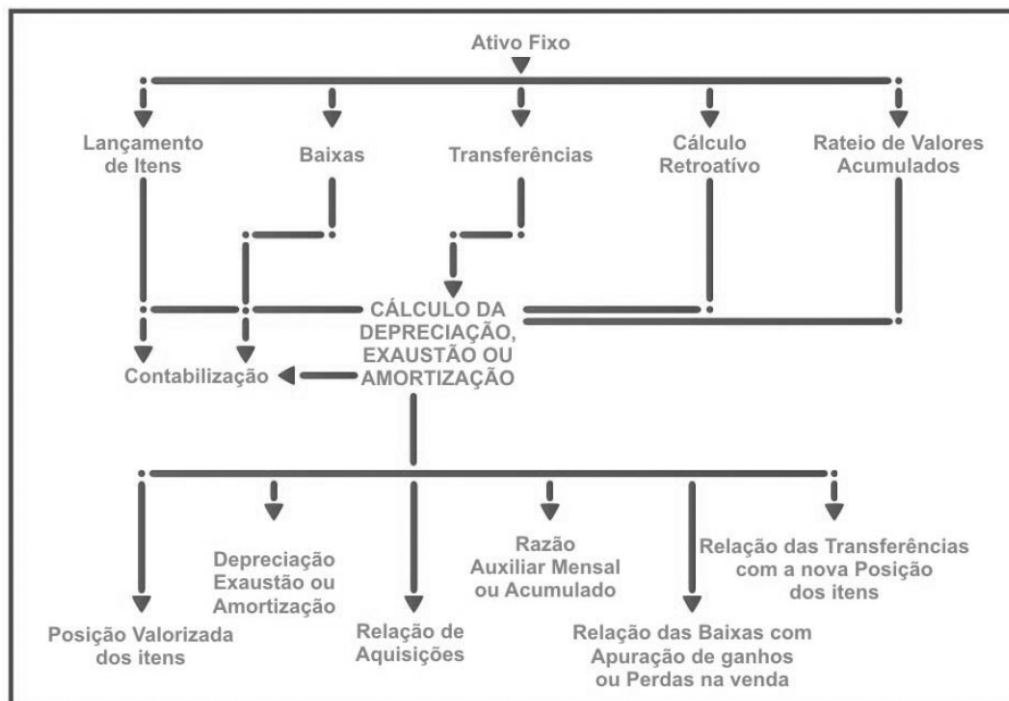 Ativo Fixo
Lançamento
de Itens
Baixas
Transferências
Cálculo
Retroatívo
Rateio de Valores
Acumulados
CÁLCULO DA
DEPRECIAÇÃO,
EXAUSTÃO OU
AMORTIZAÇÃO
Contabilização
Posição Valorizada
dos itens
Depreciação
Exaustão ou
Amortização
Relação de
Aquisições
Razão
Auxiliar Mensal
ou Acumulado
Relação das Baixas com
Apuração de ganhos
ou Perdas na venda
Relação das Transferências
com a nova Posição
dos itens